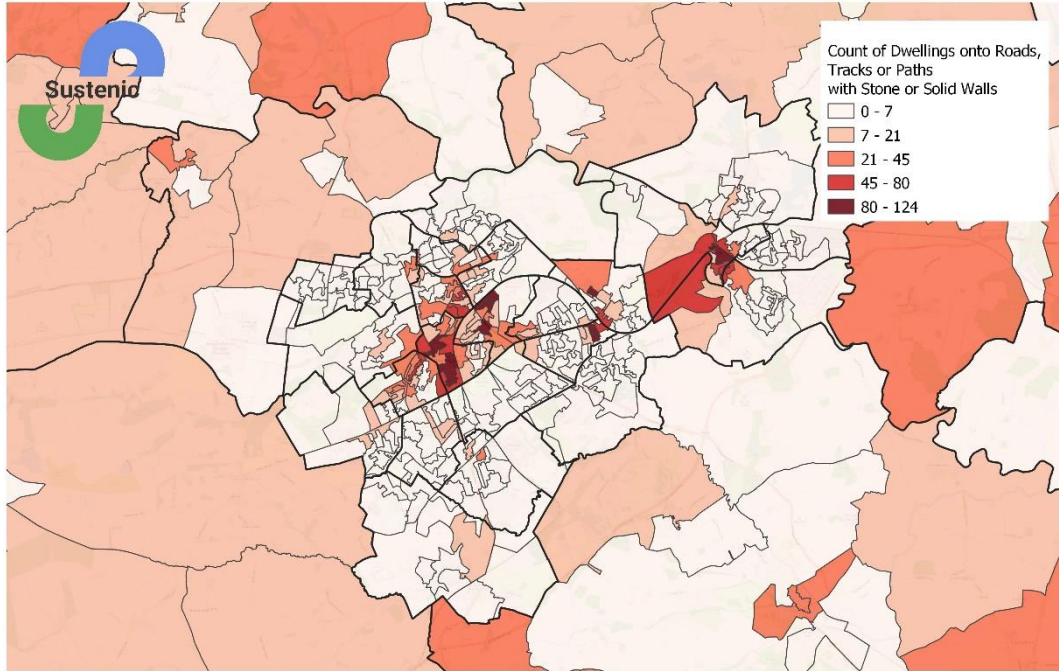 Sustenic
Count of Dwellings onto Roads,
Tracks or Paths
with Stone or Solid Walls
0 - 7
7 - 21
21 - 45
45 - 80
80 - 124